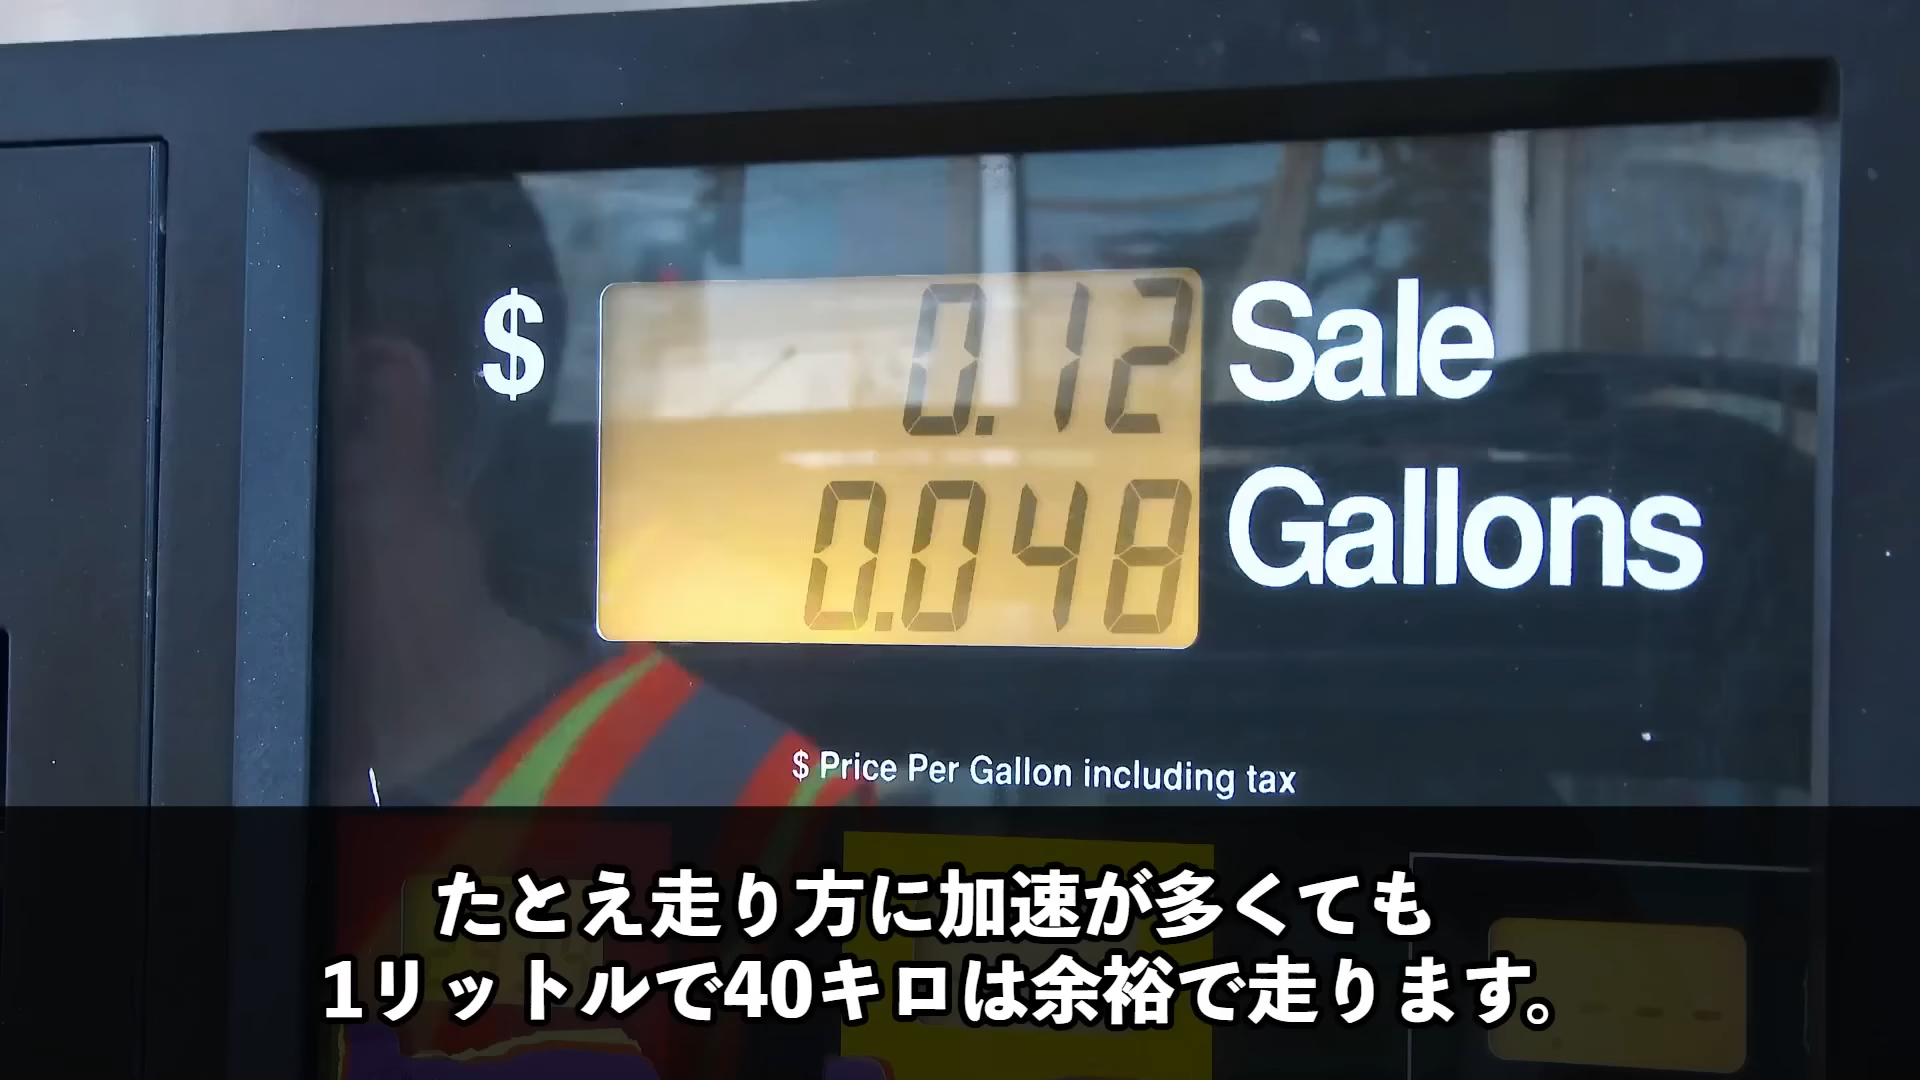 $ 0.12 Sale
0.048 Gallons
$ Price Per Gallon including tax
たとえ走り方に加速が多くても
1リットルで40キロは余裕で走ります。